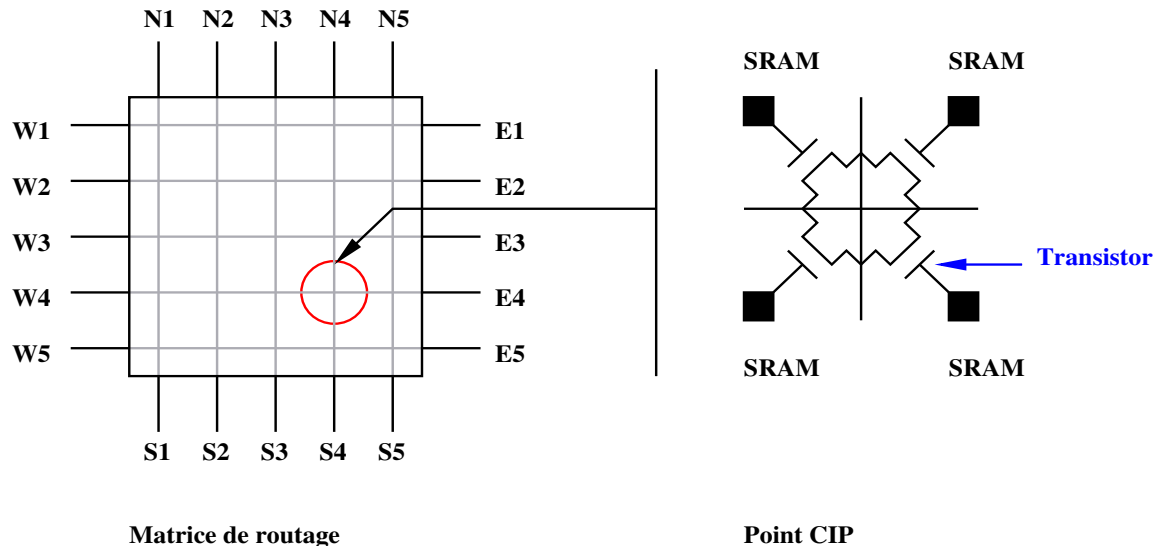 N1 N2 N3 N4 N5
SRAM SRAM
W1 E1
W2 E2
W3 E3
Transistor
W4 E4
W5 E5
SRAM SRAM
S1 S2 S3 S4 S5
Matrice de routage
Point CIP